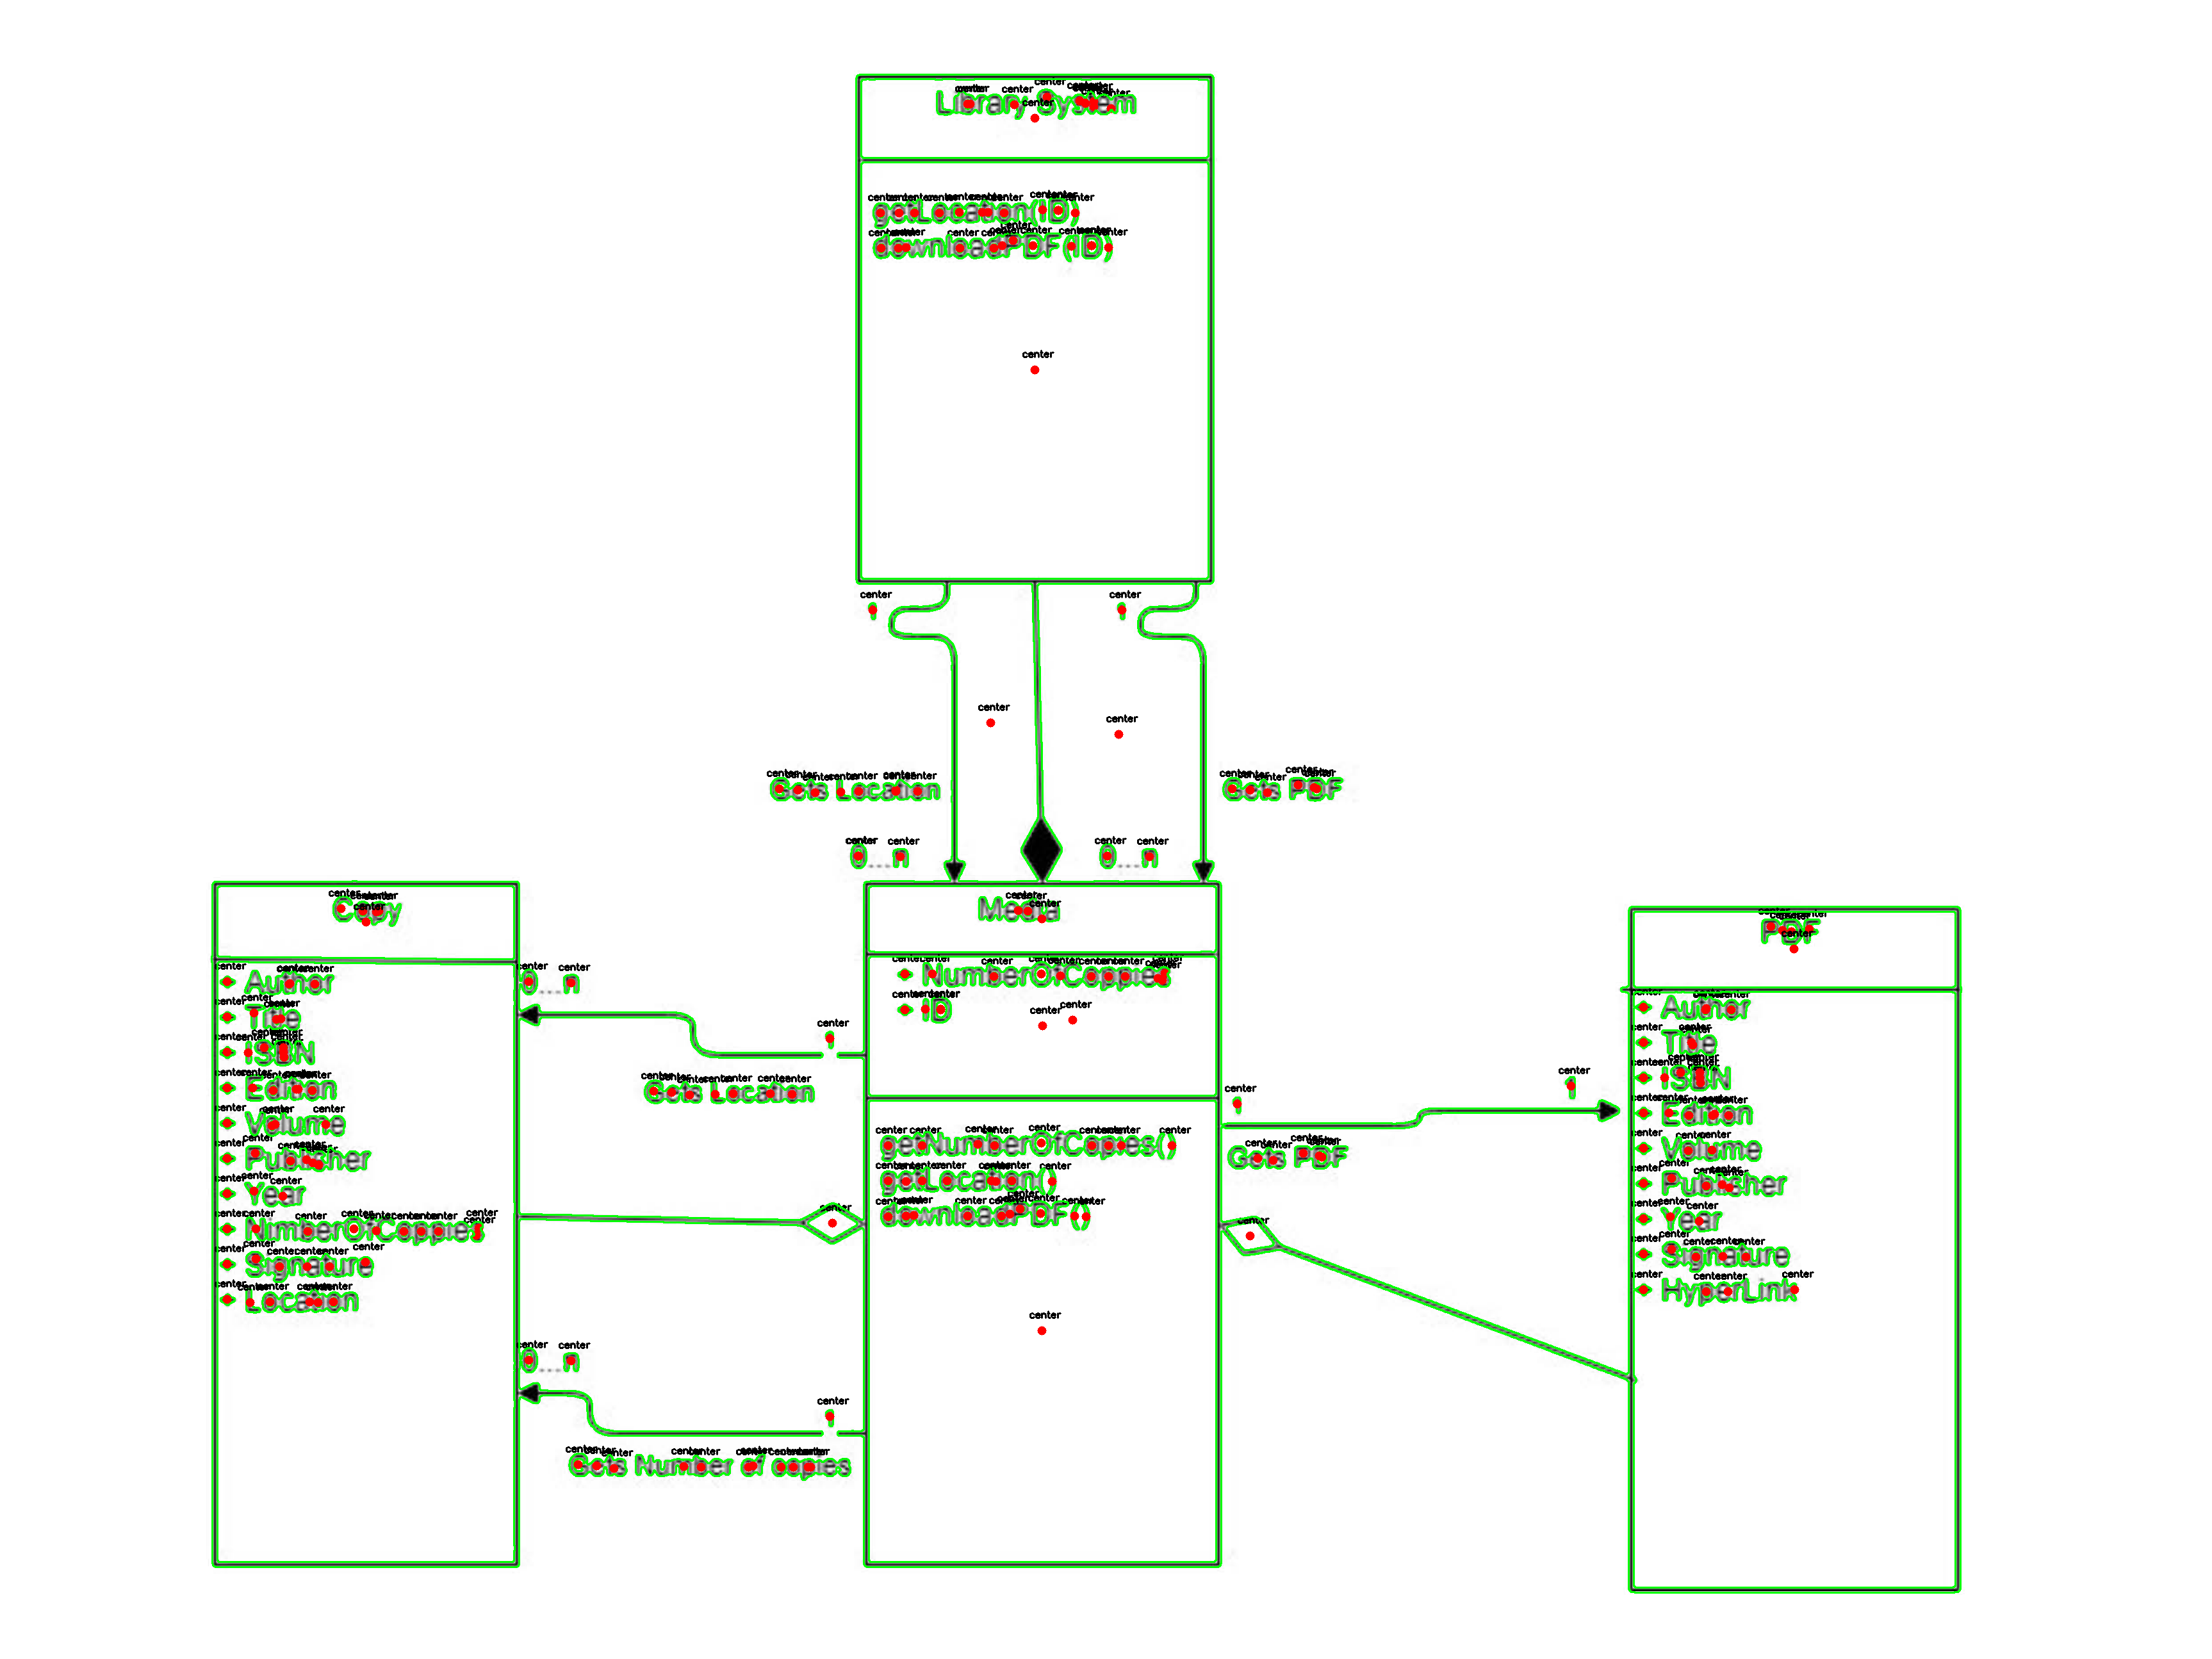 Library System
getLocation(ID)
downloadPDF(ID)
1
1
Gets Location
Gets PDF
0...n
0...n
Copy
Author
Title
ISBN
Edition
Volume
Publisher
Year
NimberOfCoppies
Signature
Location
0...n
1
Gets Location
0...n
1
Gets Number of copies
Media
NumberOfCoppies
ID
getNumberOfCopies()
getLocation()
downloadPDF()
1
1
Gets PDF
PDF
Author
Title
ISBN
Edition
Volume
Publisher
Year
Signature
HyperLink